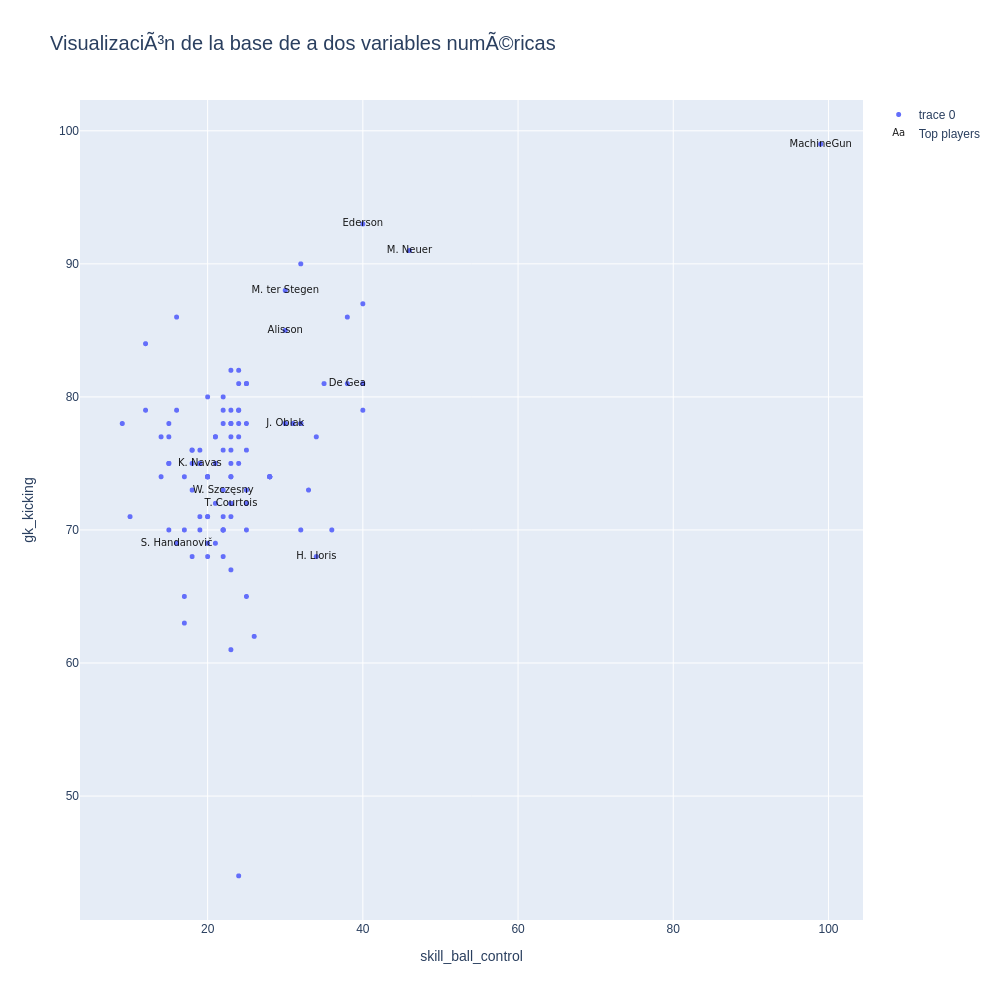 VisualizaciÃ³n de la base de a dos variables numÃ©ricas
trace 0
Aa Top players
100
90
80
70
60
50
gk_kicking
MachineGun
Ederson
M. Neuer
M. ter Stegen
Alisson
De Gea
J. Oblak
K. Navas
W. Szczęsny
T. Courtois
S. Handanovič
H. Lloris
20 40 60 80 100
skill_ball_control